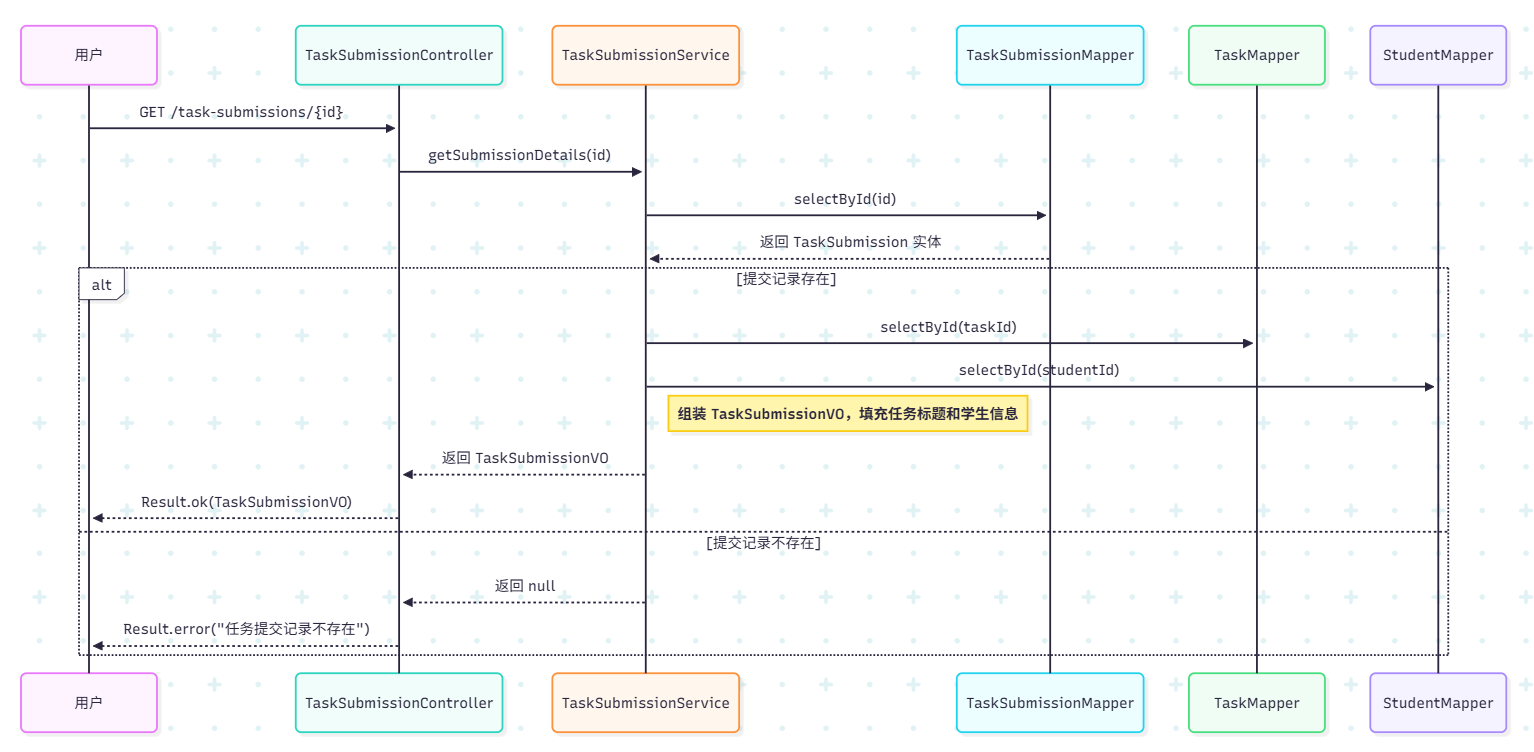 用户
TaskSubmissionController
TaskSubmissionService
TaskSubmissionMapper
TaskMapper
StudentMapper
GET /task-submissions/{id}
getSubmissionDetails(id)
selectById(id)
返回 TaskSubmission 实体
alt
[提交记录存在]
selectById(taskId)
selectById(studentId)
组装 TaskSubmissionVO，填充任务标题和学生信息
返回 TaskSubmissionVO
Result.ok(TaskSubmissionVO)
[提交记录不存在]
返回 null
Result.error("任务提交记录不存在")
用户
TaskSubmissionController
TaskSubmissionService
TaskSubmissionMapper
TaskMapper
StudentMapper